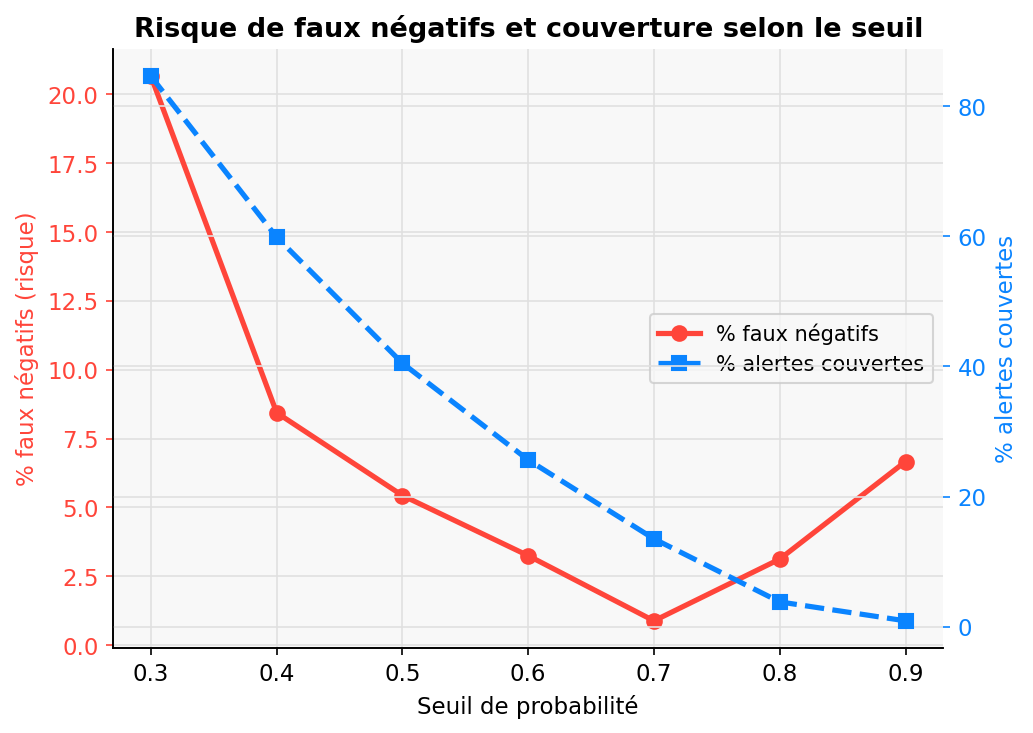 Risque de faux négatifs et couverture selon le seuil
% faux négatifs (risque)
20.0
17.5
15.0
12.5
10.0
7.5
5.0
2.5
0.0
80
60
40
20
0
% alertes couvertes
% faux négatifs
% alertes couvertes
0.3 0.4 0.5 0.6 0.7 0.8 0.9
Seuil de probabilité